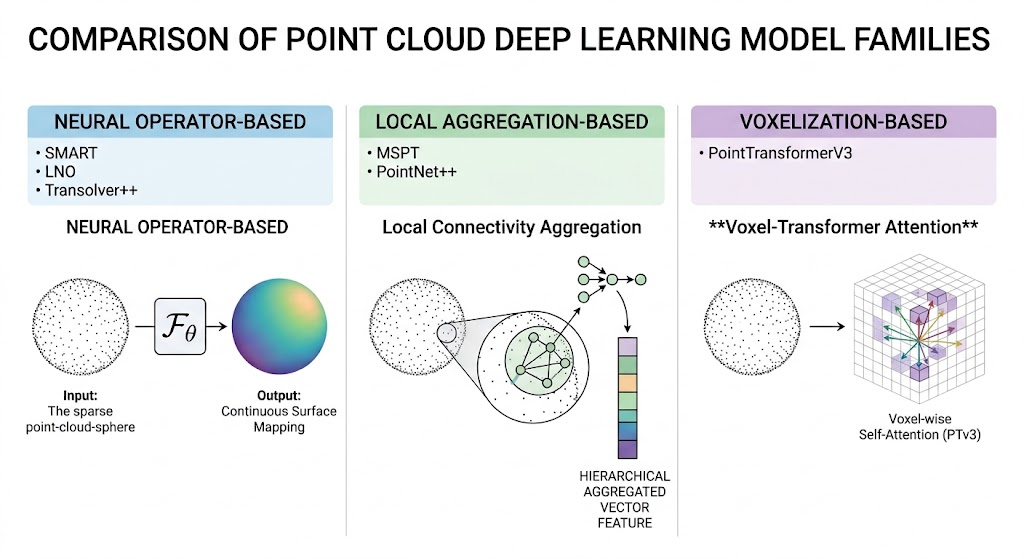 COMPARISON OF POINT CLOUD DEEP LEARNING MODEL FAMILIES
NEURAL OPERATOR-BASED
• SMART
• LNO
• Transolver++
NEURAL OPERATOR-BASED
Input:
The sparse
point-cloud-sphere
ℱθ
Output:
Continuous Surface
Mapping
LOCAL AGGREGATION-BASED
• MSPT
• PointNet++
Local Connectivity Aggregation
HIERARCHICAL
AGGREGATED
VECTOR
FEATURE
VOXELIZATION-BASED
• PointTransformerV3
**Voxel-Transformer Attention**
Voxel-wise
Self-Attention (PTv3)